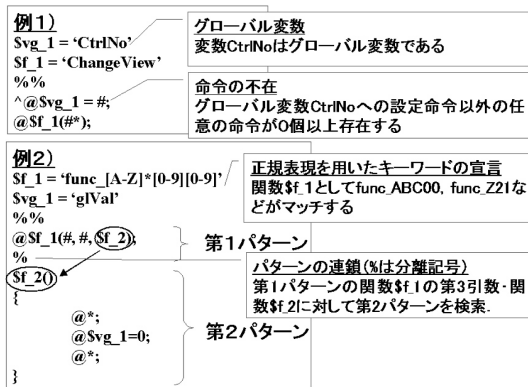 例1)
$vg_1 = ‘CtrlNo’
$f_1 = ‘ChangeView’
%%
^@$vg_1 = #;
@$f_1(#*);
グローバル変数
変数CtrlNoはグローバル変数である
命令の不在
グローバル変数CtrlNoへの設定命令以外の任
意の命令が0個以上存在する
例2)
$f_1 = ‘func_[A-Z]*[0-9][0-9]’
$vg_1 = ‘glVal’
%%
@$f_1(#, #, $f_2);
%
$f_2()
{
@*;
@$vg_1=0;
@*;
}
正規表現を用いたキーワードの宣言
関数$f_1としてfunc_ABC00, func_Z21な
どがマッチする
第1パターン
パターンの連鎖(%は分離記号)
第1パターンの関数$f_1の第3引数・関
数$f_2に対して第2パターンを検索.
第2パターン